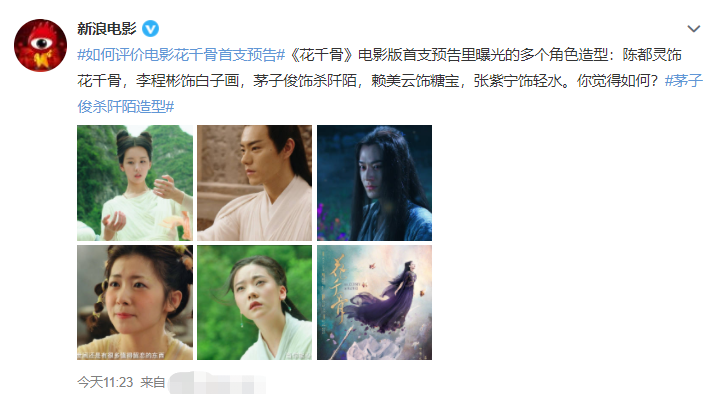 新浪电影
#如何评价电影花千骨首支预告#《花千骨》电影版首支预告里曝光的多个角色造型：陈都灵饰
花千骨，李程彬饰白子画，茅子俊饰杀阡陌，赖美云饰糖宝，张紫宁饰轻水。你觉得如何？#茅子
俊杀阡陌造型#
花千骨
今天11:23 来自